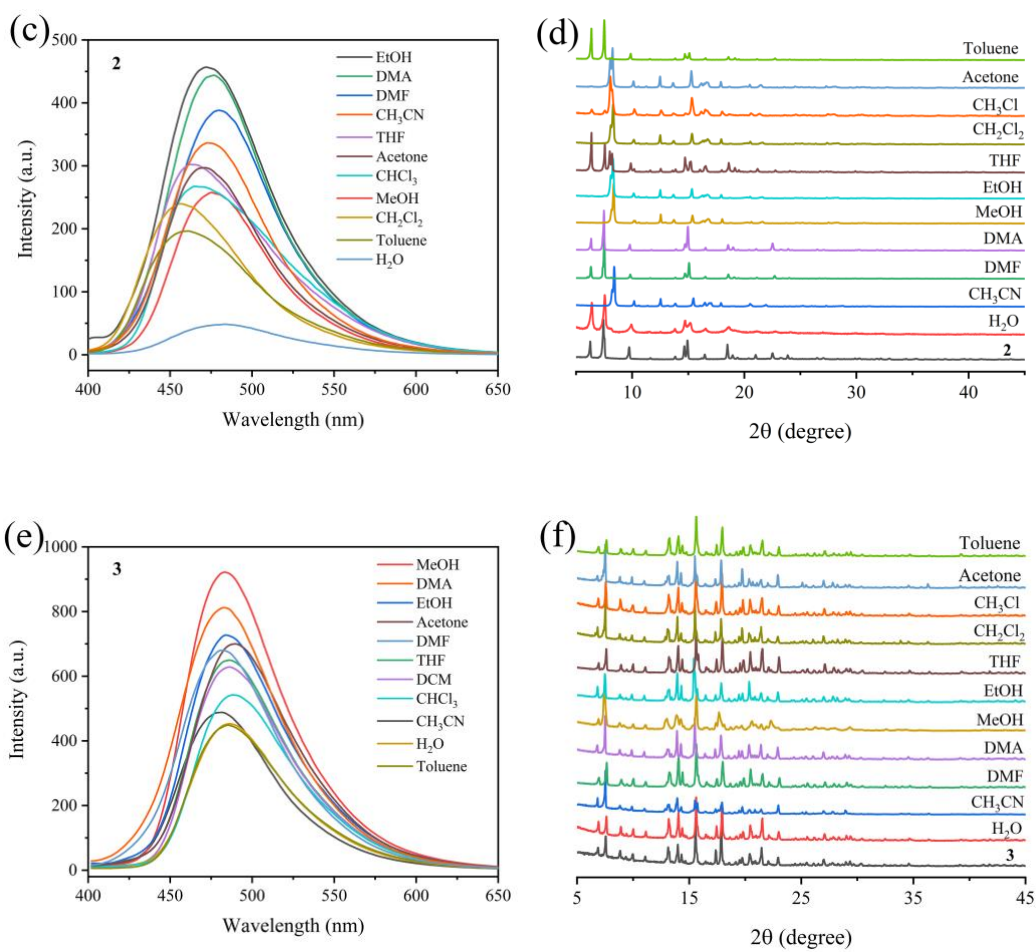 (c)
2
EtOH
DMA
DMF
CH₃CN
THF
Acetone
CHCl₃
MeOH
CH₂Cl₂
Toluene
H₂O
500
400
300
200
100
0
Intensity (a.u.)
400 450 500 550 600 650
Wavelength (nm)
(d)
Toluene
Acetone
CH₃Cl
CH₂Cl₂
THF
EtOH
MeOH
DMA
DMF
CH₃CN
H₂O
2
10 20 30 40
2θ (degree)
(e)
3
MeOH
DMA
EtOH
Acetone
DMF
THF
DCM
CHCl₃
CH₃CN
H₂O
Toluene
1000
800
600
400
200
0
Intensity (a.u.)
400 450 500 550 600 650
Wavelength (nm)
(f)
Toluene
Acetone
CH₃Cl
CH₂Cl₂
THF
EtOH
MeOH
DMA
DMF
CH₃CN
H₂O
3
5 15 25 35 45
2θ (degree)